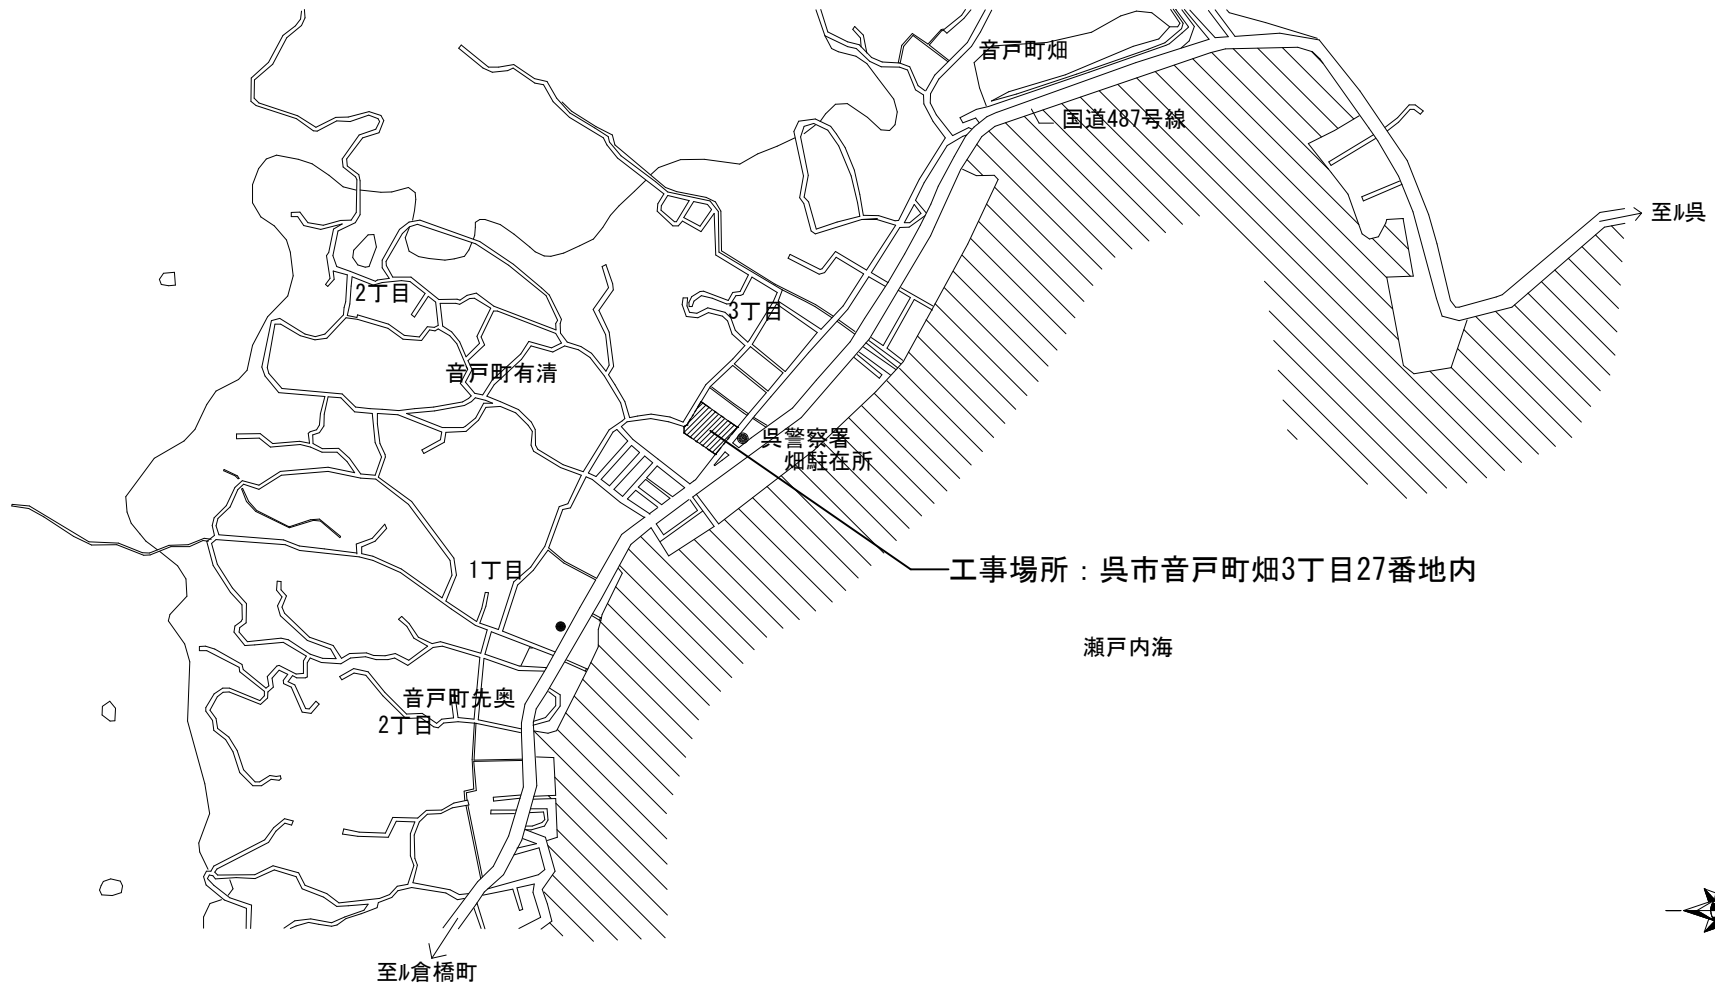 音戸町畑
国道487号線
至ル呉
2丁目
3丁目
音戸町有清
呉警察署
畑駐在所
1丁目
工事場所：呉市音戸町畑3丁目27番地内
瀬戸内海
音戸町先奥
2丁目
至ル倉橋町